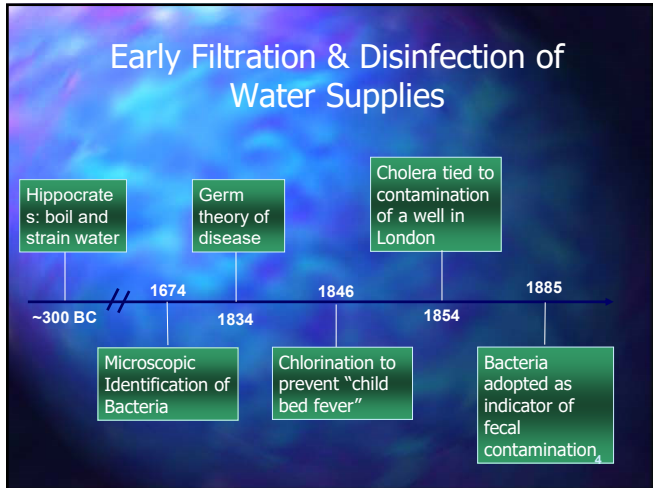 Early Filtration & Disinfection of
Water Supplies
Hippocrate
s: boil and
strain water
Germ
theory of
disease
Cholera tied to
contamination
of a well in
London
1674
1846
1885
~300 BC
1834
1854
Microscopic
Identification of
Bacteria
Chlorination to
prevent “child
bed fever”
Bacteria
adopted as
indicator of
fecal
contamination
4